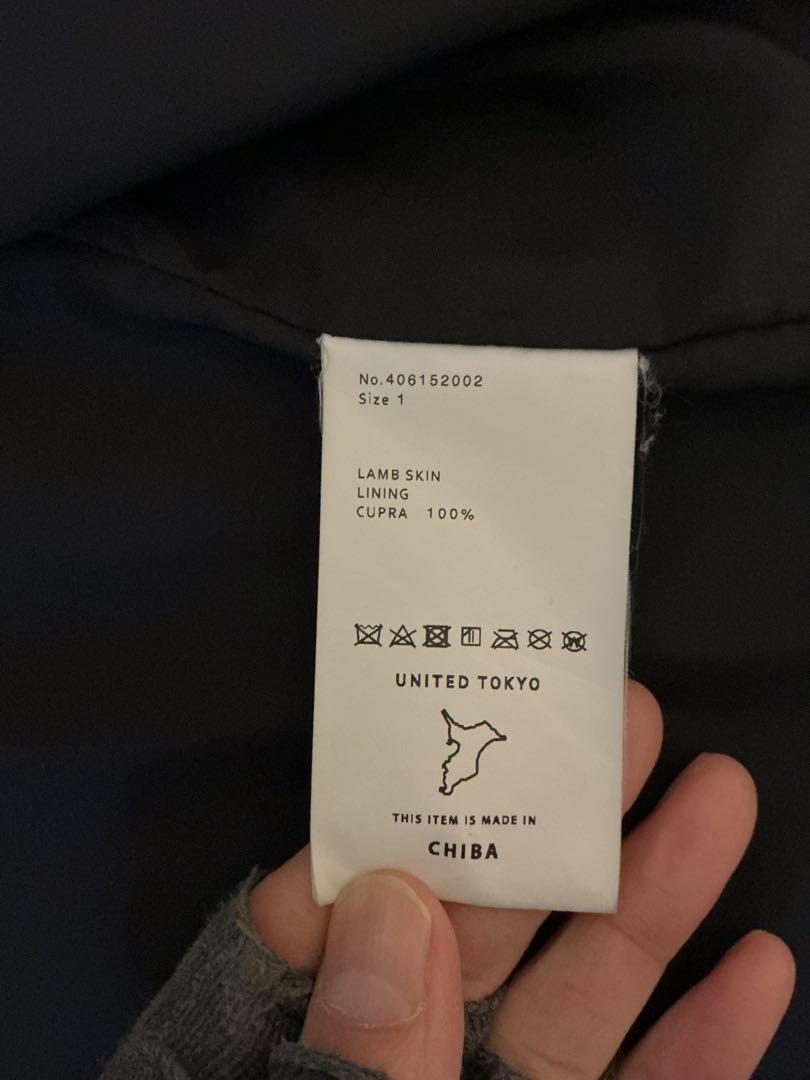 No.406152002
Size 1
LAMB SKIN
LINING
CUPRA 100%
UNITED TOKYO
THIS ITEM IS MADE IN
CHIBA